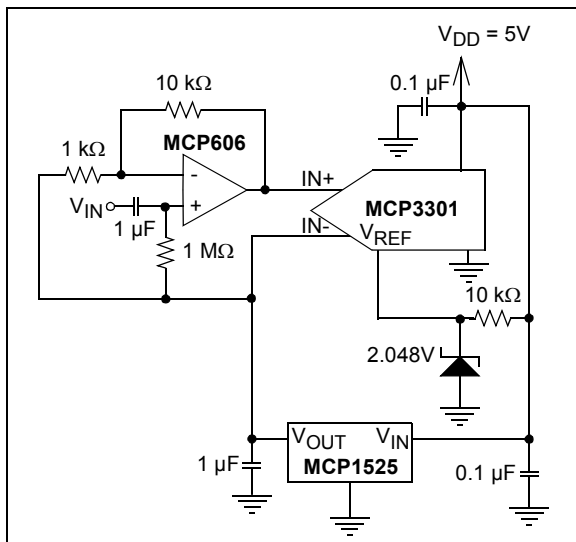 V_DD = 5V
0.1 µF
10 kΩ
MCP606
1 kΩ
-
+
IN+
MCP3301
V_IN
1 µF
IN-
V_REF
1 MΩ
10 kΩ
2.048V
V_OUT
V_IN
MCP1525
1 µF
0.1 µF